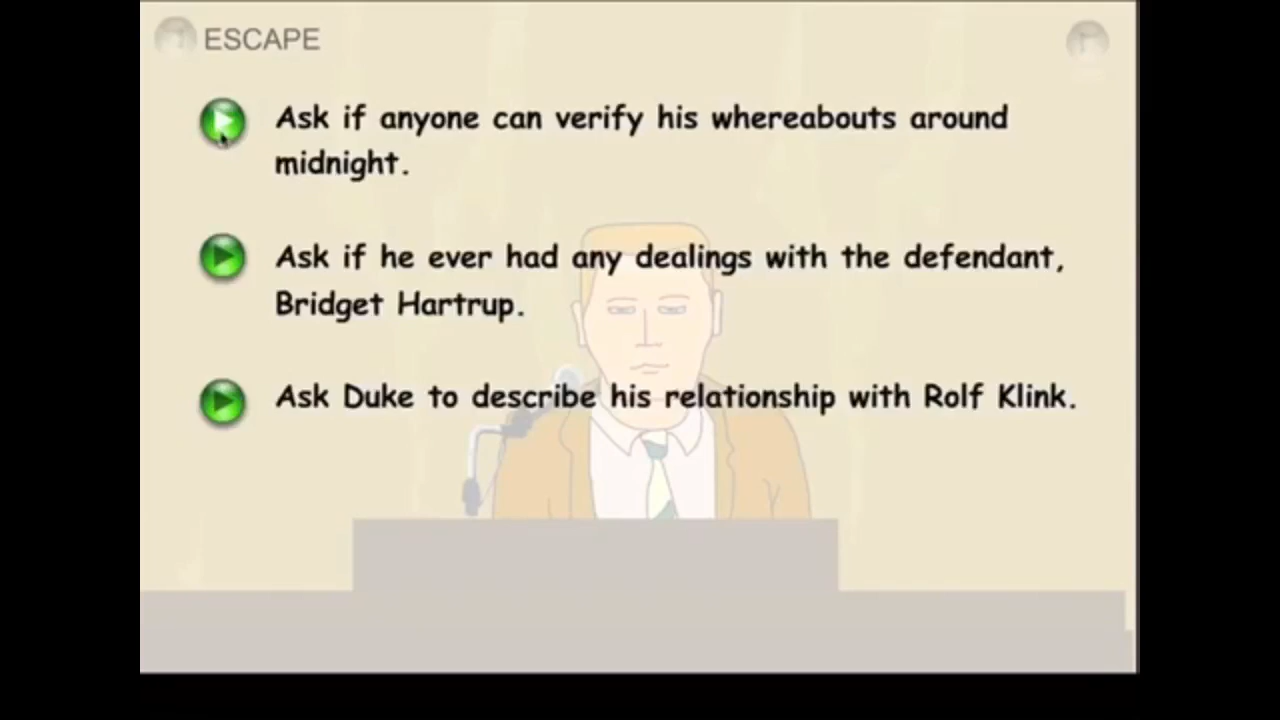 ESCAPE
Ask if anyone can verify his whereabouts around
midnight.
Ask if he ever had any dealings with the defendant,
Bridget Hartrup.
Ask Duke to describe his relationship with Rolf Klink.